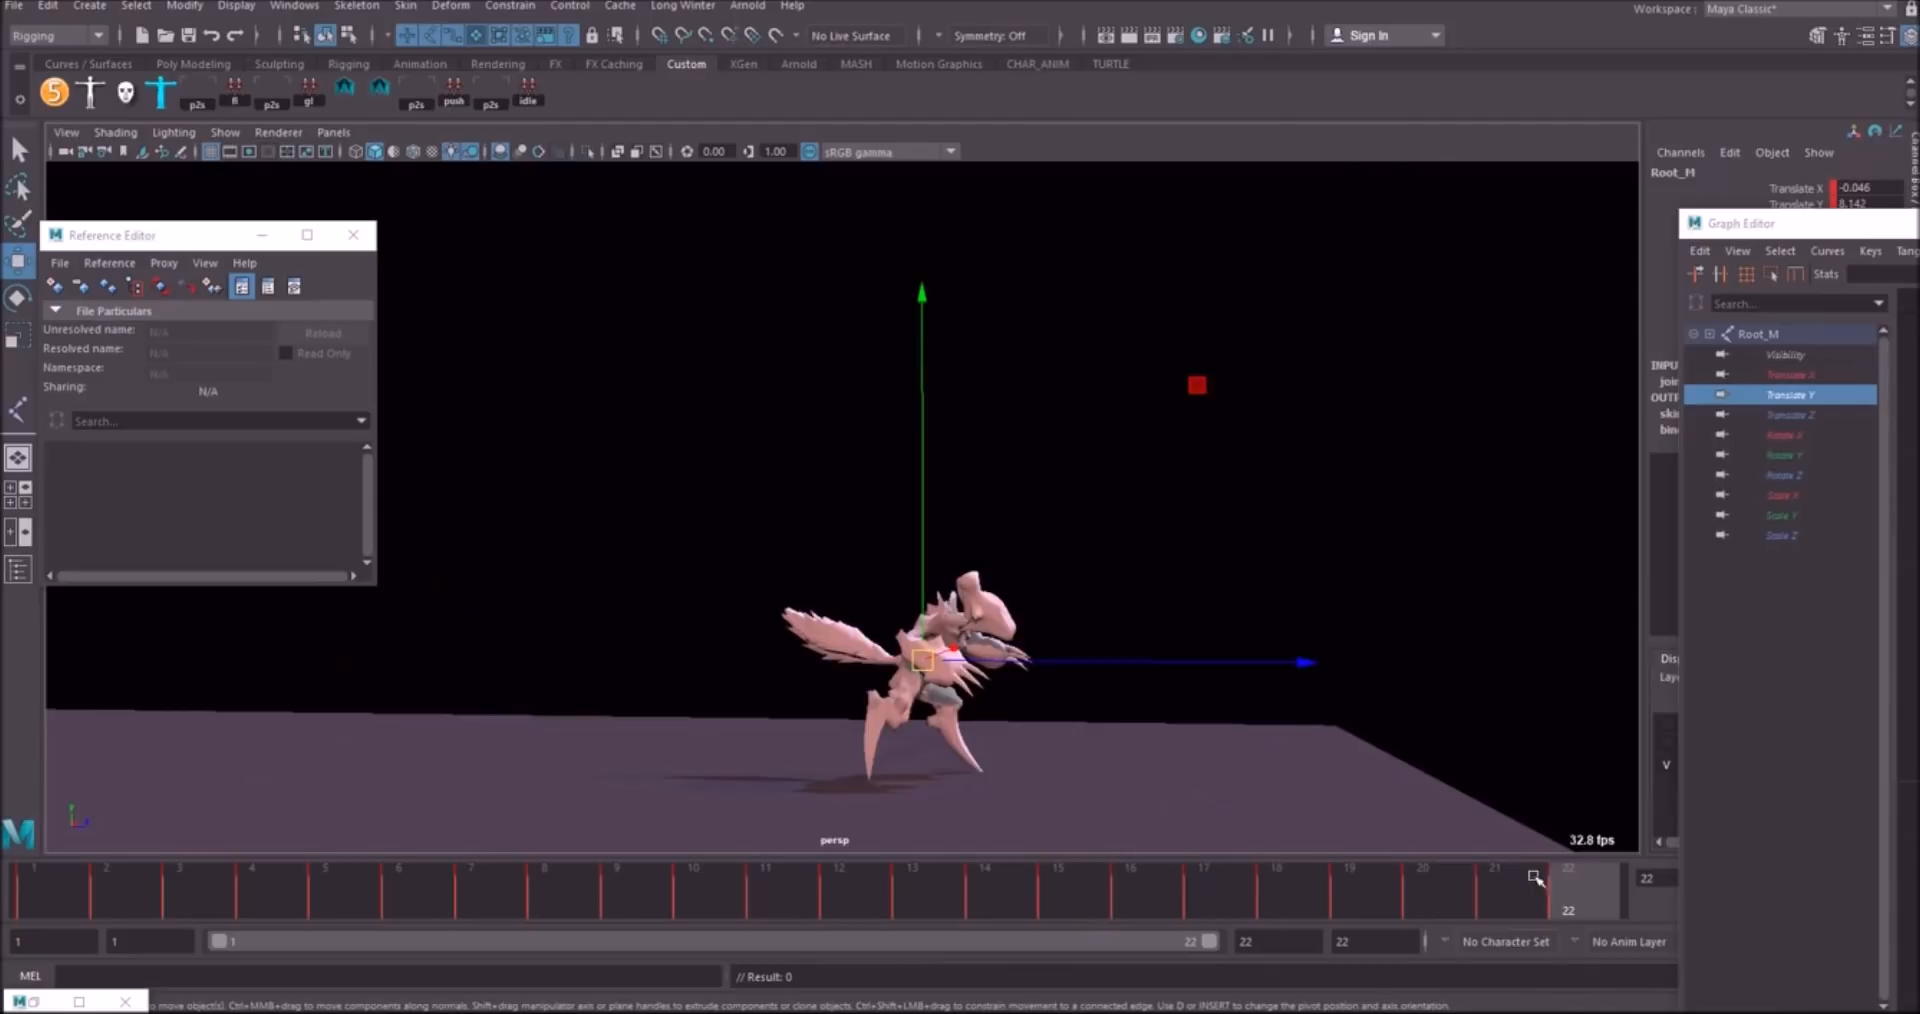 File Edit Create Select Modify Display Windows Skeleton Skin Deform Constrain Control Cache Long Winter Arnold Help
Workspace : Maya Classic*
Rigging No Live Surface Symmetry: Off Sign In
Curves / Surfaces Poly Modeling Sculpting Rigging Animation Rendering FX FX Caching Custom XGen Arnold MASH Motion Graphics CHAR_ANIM TURTLE
5 p2s fl p2s gl p2s push p2s idle
View Shading Lighting Show Renderer Panels
0.00 1.00 sRGB gamma
Channels Edit Object Show
Root_M
Translate X -0.046
Translate Y 8.142
Reference Editor
File Reference Proxy View Help
File Particulars
Unresolved name: N/A Reload
Resolved name: N/A Read Only
Namespace: N/A
Sharing: N/A
Search...
Graph Editor
Edit View Select Curves Keys Tang
Stats
Search...
Root_M
Visibility
Translate X
Translate Y
Translate Z
Rotate X
Rotate Y
Rotate Z
Scale X
Scale Y
Scale Z
INPU
join
OUTP
skin
bin
Dis
Laye
V
persp
32.8 fps
1 2 3 4 5 6 7 8 9 10 11 12 13 14 15 16 17 18 19 20 21 22
22
22
1 1 1 22 22 22 No Character Set No Anim Layer
MEL // Result: 0
to move object(s). Ctrl+MMB+drag to move components along normals. Shift+drag manipulator axis or plane handles to extrude components or clone objects. Ctrl+Shift+LMB+drag to constrain movement to a connected edge. Use D or INSERT to change the pivot position and axis orientation.